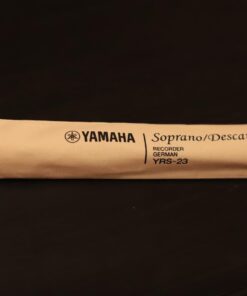 YAMAHA
Soprano/Desca
RECORDER
GERMAN
YRS-23